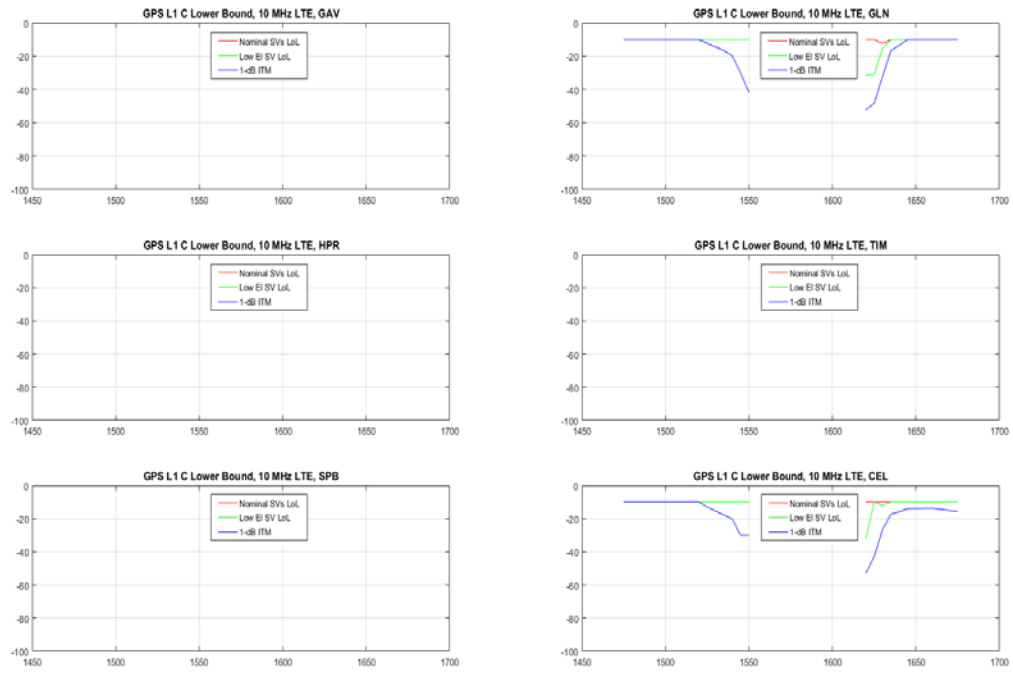 GPS L1 C Lower Bound, 10 MHz LTE, GAV
0
-20
-40
-60
-80
-100
1450 1500 1550 1600 1650 1700
Nominal SVs LoL
Low El SV LoL
1-dB ITM
GPS L1 C Lower Bound, 10 MHz LTE, GLN
0
-20
-40
-60
-80
-100
1450 1500 1550 1600 1650 1700
Nominal SVs LoL
Low El SV LoL
1-dB ITM
GPS L1 C Lower Bound, 10 MHz LTE, HPR
0
-20
-40
-60
-80
-100
1450 1500 1550 1600 1650 1700
Nominal SVs LoL
Low El SV LoL
1-dB ITM
GPS L1 C Lower Bound, 10 MHz LTE, TIM
0
-20
-40
-60
-80
-100
1450 1500 1550 1600 1650 1700
Nominal SVs LoL
Low El SV LoL
1-dB ITM
GPS L1 C Lower Bound, 10 MHz LTE, SPB
0
-20
-40
-60
-80
-100
1450 1500 1550 1600 1650 1700
Nominal SVs LoL
Low El SV LoL
1-dB ITM
GPS L1 C Lower Bound, 10 MHz LTE, CEL
0
-20
-40
-60
-80
-100
1450 1500 1550 1600 1650 1700
Nominal SVs LoL
Low El SV LoL
1-dB ITM